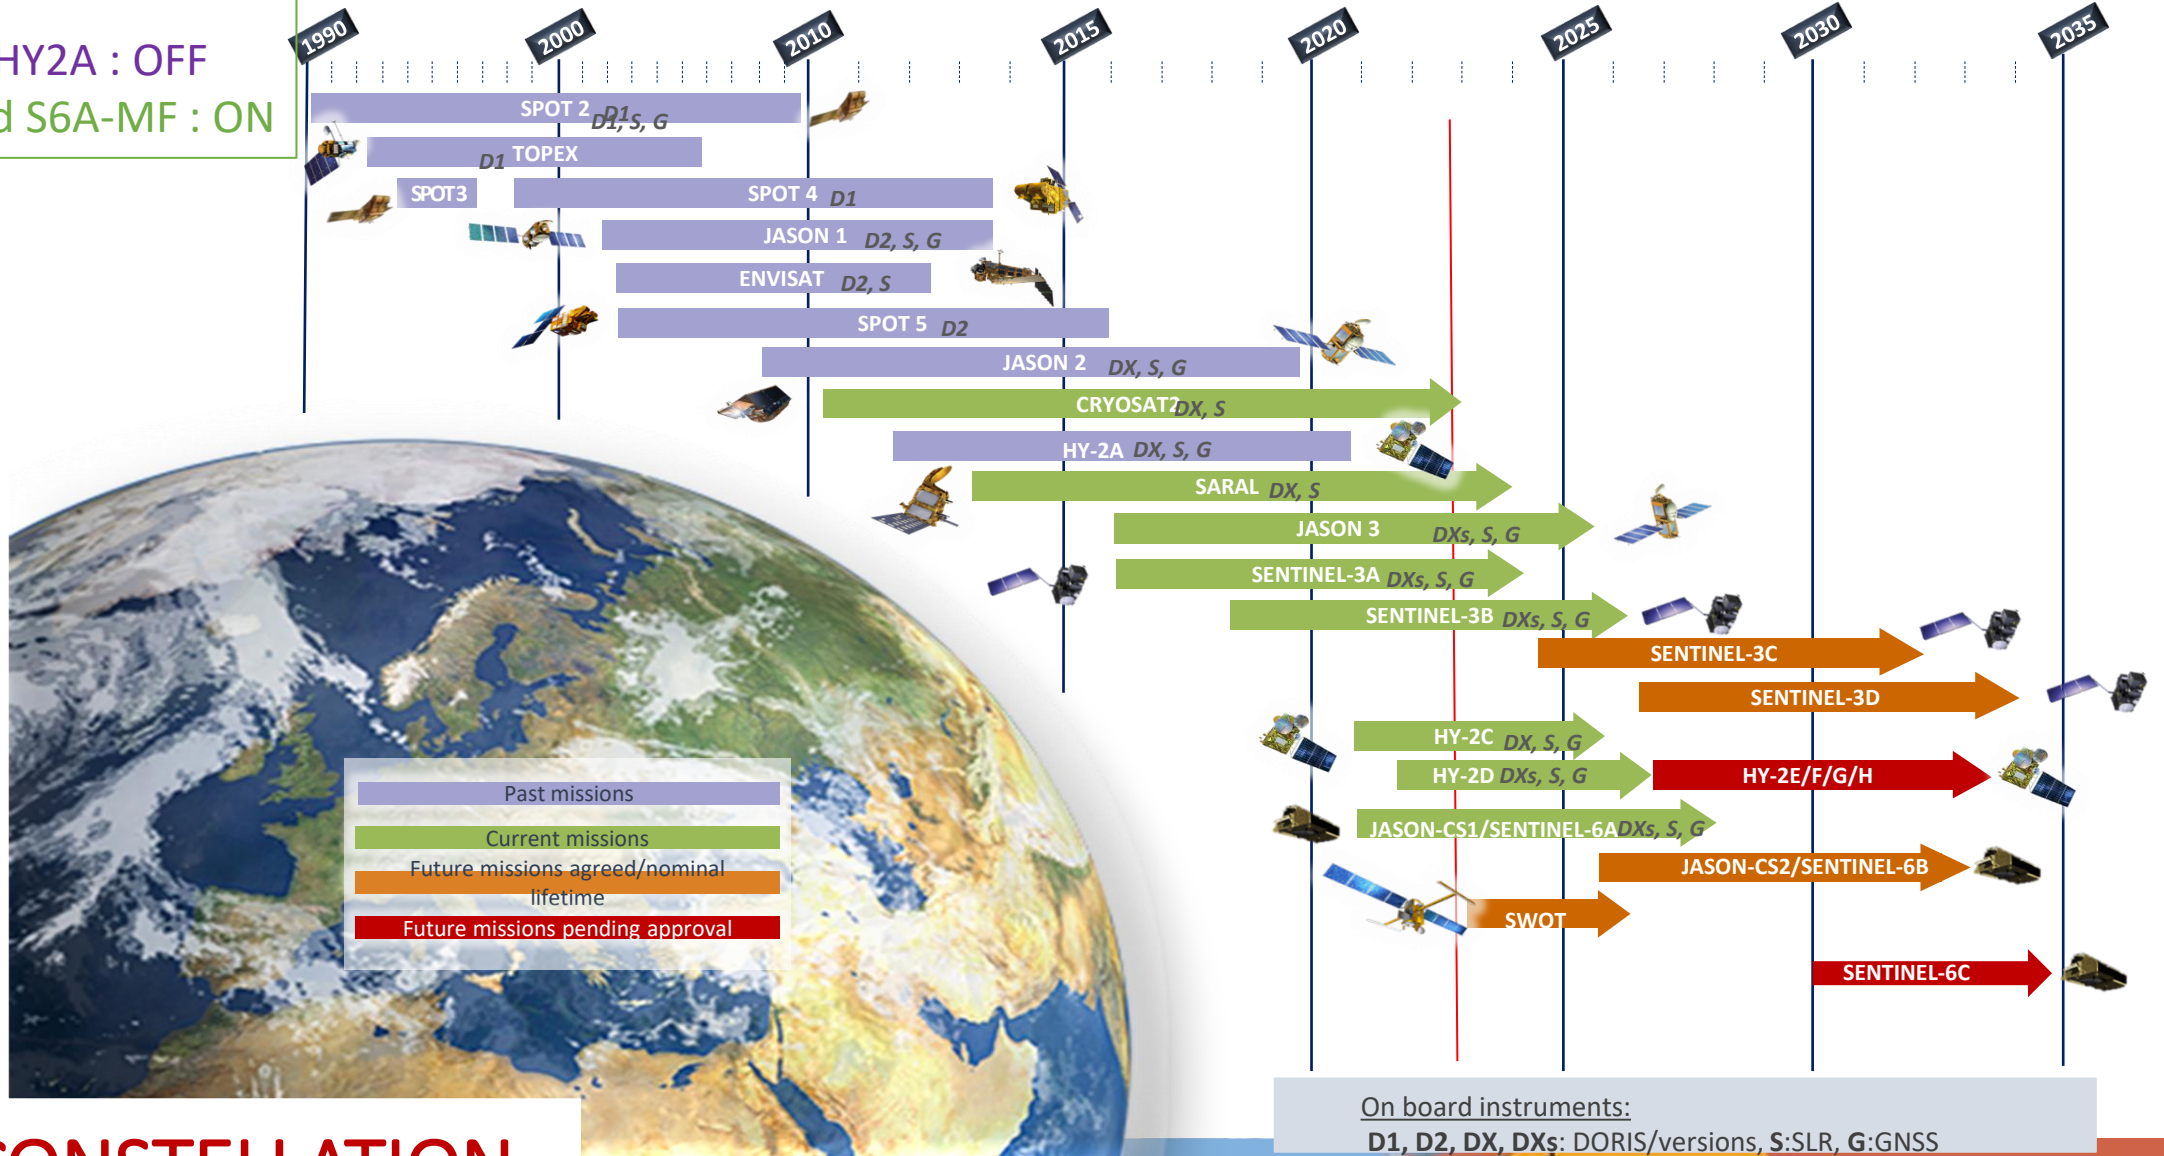 HY2A : OFF
S6A-MF : ON
1990
2000
2010
2015
2020
2025
2030
2035
SPOT 2 D1
D1, S, G
D1 TOPEX
SPOT3
SPOT 4 D1
JASON 1 D2, S, G
ENVISAT D2, S
SPOT 5 D2
JASON 2 DX, S, G
CRYOSAT2 DX, S
HY-2A DX, S, G
SARAL DX, S
JASON 3 DXs, S, G
SENTINEL-3A DXs, S, G
SENTINEL-3B DXs, S, G
SENTINEL-3C
SENTINEL-3D
HY-2C DX, S, G
HY-2D DXs, S, G
HY-2E/F/G/H
JASON-CS1/SENTINEL-6A DXs, S, G
JASON-CS2/SENTINEL-6B
SWOT
SENTINEL-6C
Past missions
Current missions
Future missions agreed/nominal
lifetime
Future missions pending approval
On board instruments:
D1, D2, DX, DXs: DORIS/versions, S:SLR, G:GNSS
CONSTELLATION